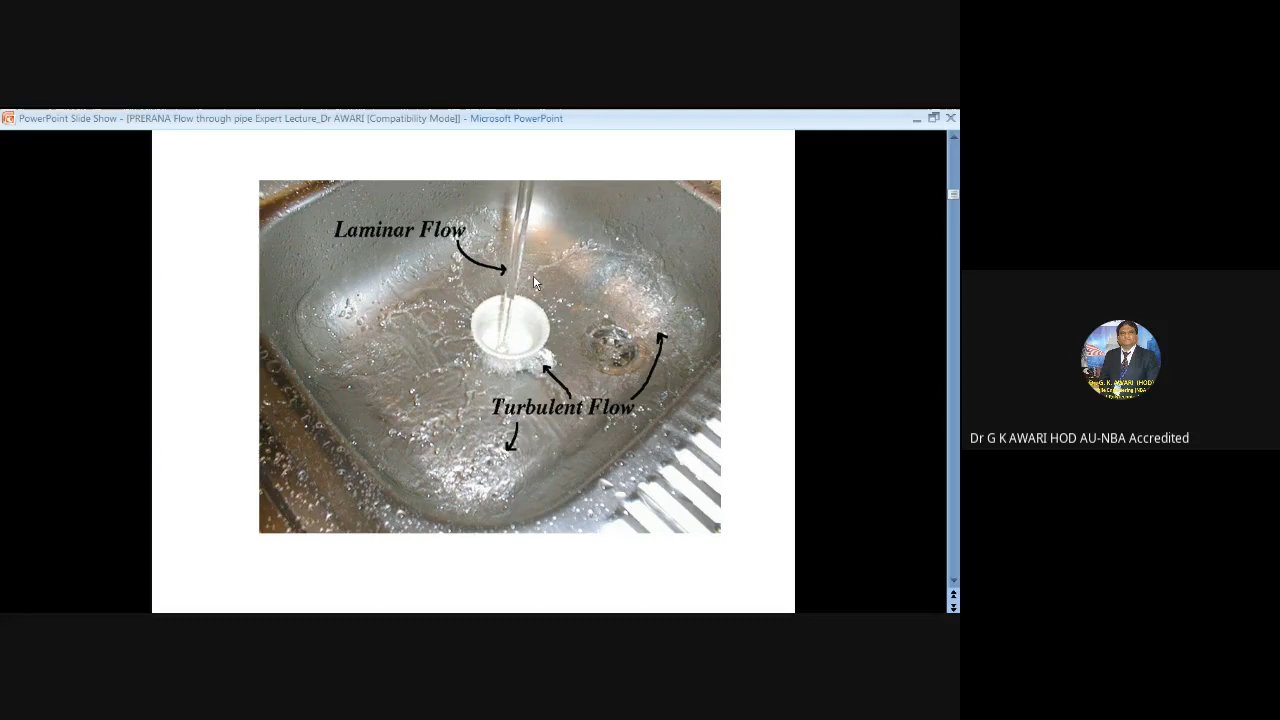 PowerPoint Slide Show - [PRERANA Flow through pipe Expert Lecture_Dr AWARI [Compatibility Mode]] - Microsoft PowerPoint
Laminar Flow
Turbulent Flow
Dr G K AWARI HOD AU-NBA Accredited